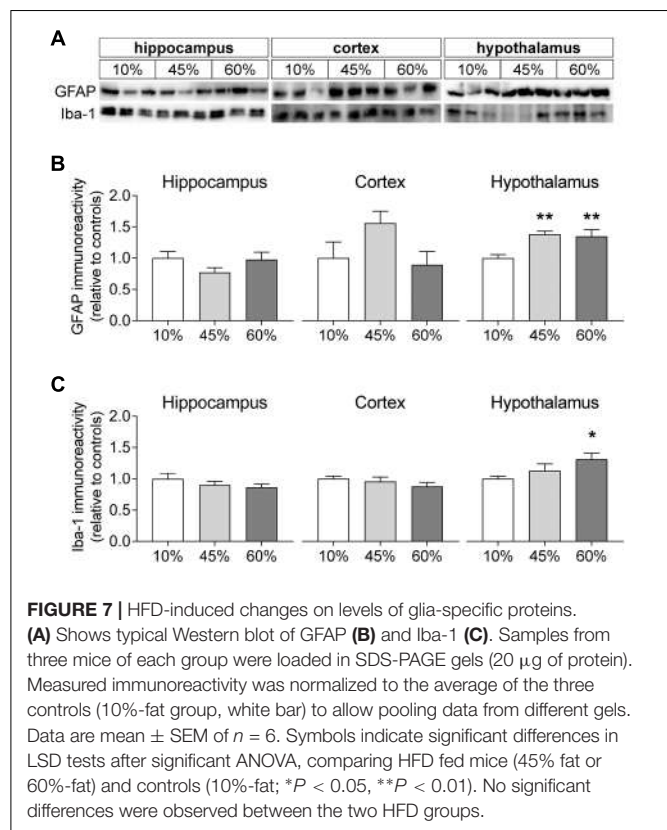 A
hippocampus cortex hypothalamus
10% 45% 60% 10% 45% 60% 10% 45% 60%
GFAP
Iba-1
B
Hippocampus Cortex Hypothalamus
GFAP immunoreactivity
(relative to controls)
2.0
1.5
1.0
0.5
0.0
** **
10% 45% 60% 10% 45% 60% 10% 45% 60%
C
Hippocampus Cortex Hypothalamus
Iba-1 immunoreactivity
(relative to controls)
2.0
1.5
1.0
0.5
0.0
*
10% 45% 60% 10% 45% 60% 10% 45% 60%
FIGURE 7 | HFD-induced changes on levels of glia-specific proteins.
(A) Shows typical Western blot of GFAP (B) and Iba-1 (C). Samples from
three mice of each group were loaded in SDS-PAGE gels (20 μg of protein).
Measured immunoreactivity was normalized to the average of the three
controls (10%-fat group, white bar) to allow pooling data from different gels.
Data are mean ± SEM of n = 6. Symbols indicate significant differences in
LSD tests after significant ANOVA, comparing HFD fed mice (45% fat or
60%-fat) and controls (10%-fat; *P < 0.05, **P < 0.01). No significant
differences were observed between the two HFD groups.